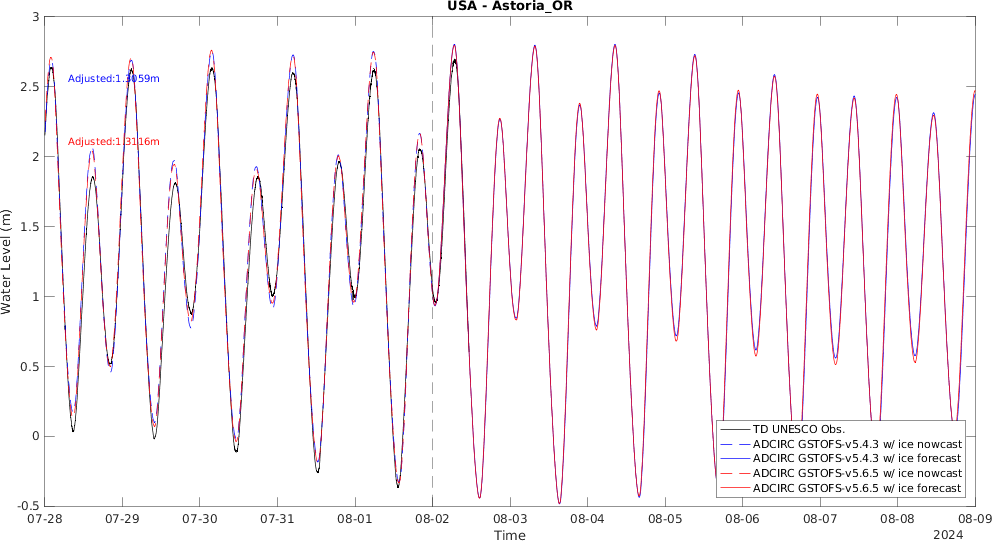 USA - Astoria_OR
3
2.5
2
1.5
1
0.5
0
-0.5
Water Level (m)
Adjusted:1.3059m
Adjusted:1.3116m
TD UNESCO Obs.
ADCIRC GSTOFS-v5.4.3 w/ ice nowcast
ADCIRC GSTOFS-v5.4.3 w/ ice forecast
ADCIRC GSTOFS-v5.6.5 w/ ice nowcast
ADCIRC GSTOFS-v5.6.5 w/ ice forecast
07-28 07-29 07-30 07-31 08-01 08-02 08-03 08-04 08-05 08-06 08-07 08-08 08-09
Time
2024